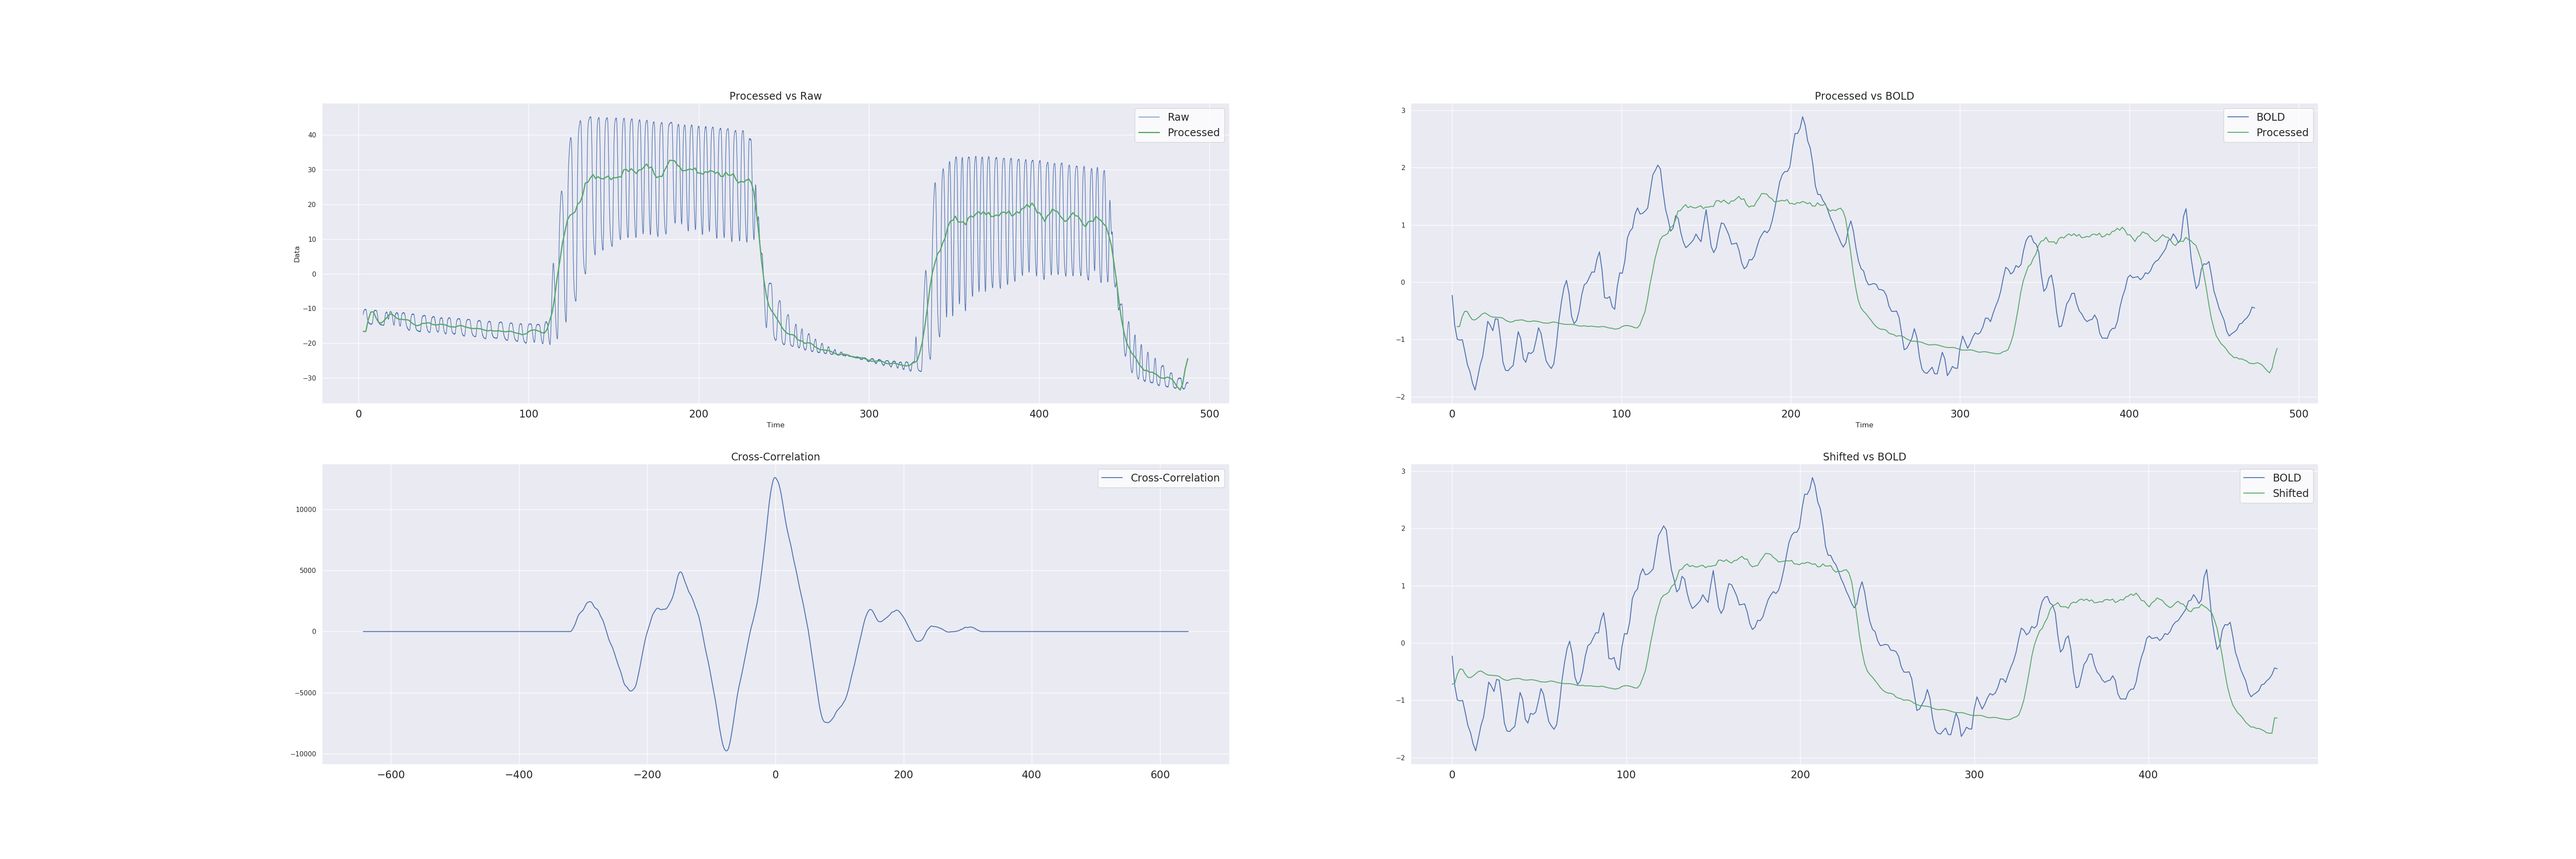 Processed vs Raw
Raw
Processed
40
30
20
10
0
−10
−20
−30
Data
0 100 200 300 400 500
Time
Processed vs BOLD
BOLD
Processed
3
2
1
0
−1
−2
0 100 200 300 400 500
Time
Cross-Correlation
Cross-Correlation
10000
5000
0
−5000
−10000
−600 −400 −200 0 200 400 600
Shifted vs BOLD
BOLD
Shifted
3
2
1
0
−1
−2
0 100 200 300 400